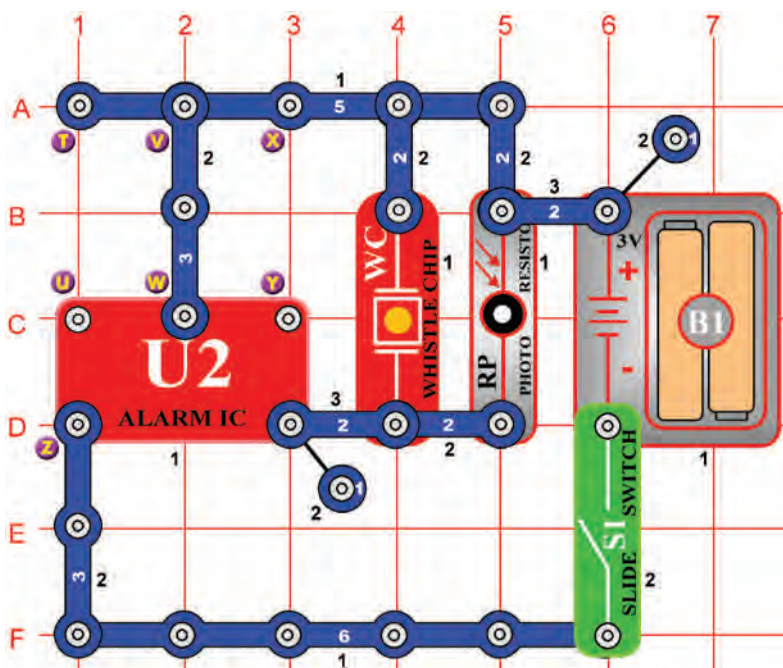 1 2 3 4 5 6 7
A 1 5
T V X
2 2 2 2 2 2 1
3 2
B
3 WC WHISTLE CHIP 1 RP PHOTO RESISTO 1 3V + - B1
U W Y
C
U2
ALARM IC
D 3 2 2 2
Z 1 1
2 1
E
3 2 S1 SLIDE SWITCH 2
F 6
1